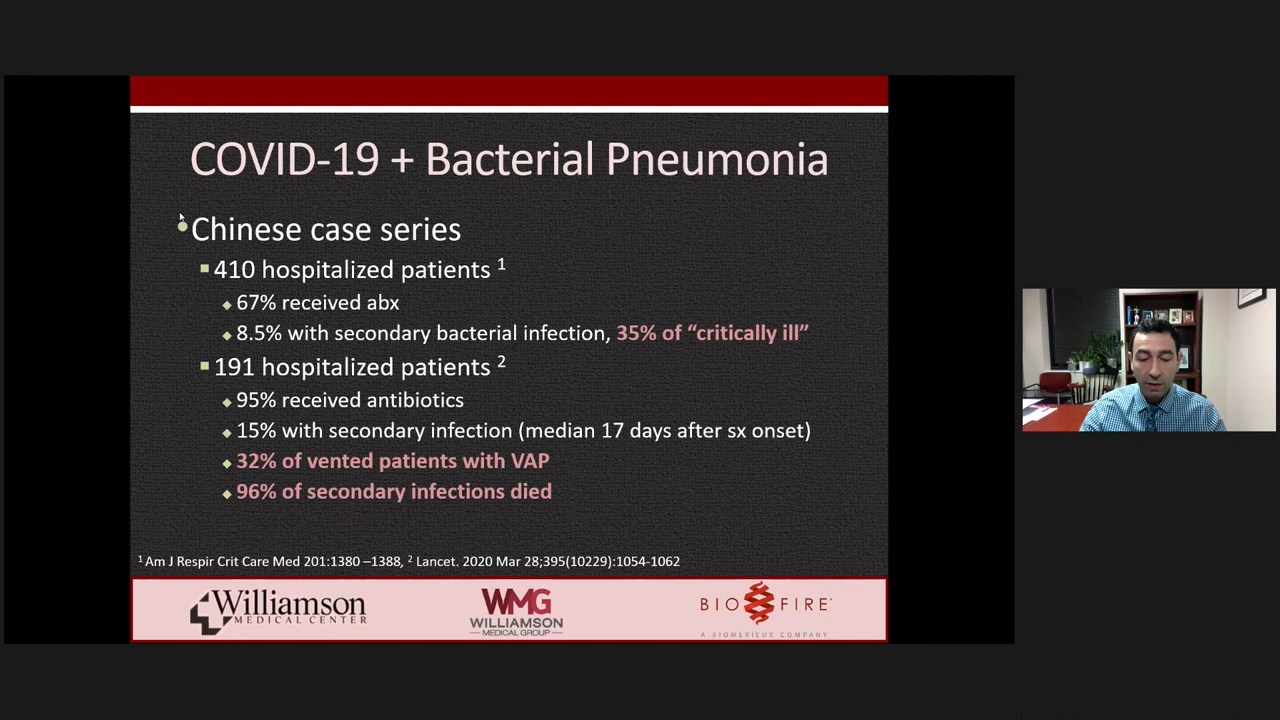 COVID-19 + Bacterial Pneumonia
Chinese case series
410 hospitalized patients 1
67% received abx
8.5% with secondary bacterial infection, 35% of “critically ill”
191 hospitalized patients 2
95% received antibiotics
15% with secondary infection (median 17 days after sx onset)
32% of vented patients with VAP
96% of secondary infections died
1 Am J Respir Crit Care Med 201:1380 –1388, 2 Lancet. 2020 Mar 28;395(10229):1054-1062
Williamson
MEDICAL CENTER
WMG
WILLIAMSON
MEDICAL GROUP
BIO FIRE
A BIOMÉRIEUX COMPANY